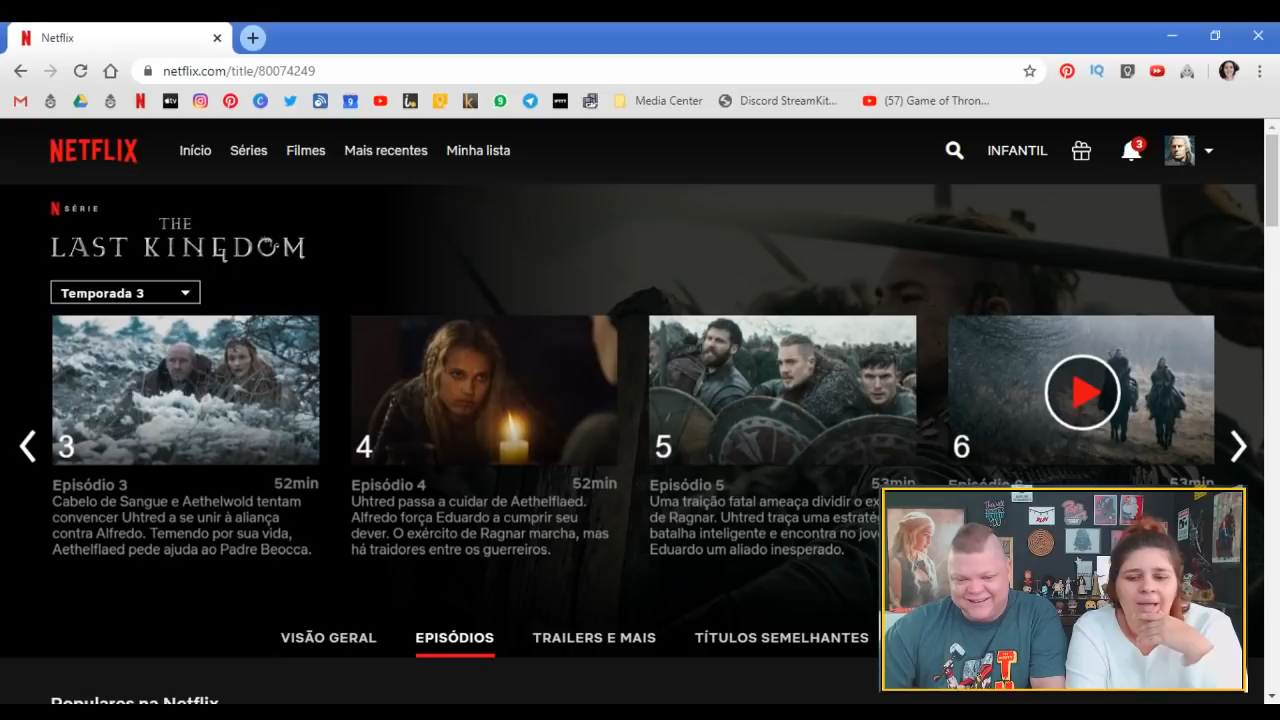 Netflix
netflix.com/title/80074249
Media Center
Discord StreamKit...
(57) Game of Thron...
NETFLIX
Início
Séries
Filmes
Mais recentes
Minha lista
INFANTIL
3
N SÉRIE
THE
LAST KINGDOM
Temporada 3
3
4
5
6
Episódio 3
52min
Cabelo de Sangue e Aethelwold tentam
convencer Uhtred a se unir à aliança
contra Alfredo. Temendo por sua vida,
Aethelflaed pede ajuda ao Padre Beocca.
Episódio 4
52min
Uhtred passa a cuidar de Aethelflaed.
Alfredo força Eduardo a cumprir seu
dever. O exército de Ragnar marcha, mas
há traidores entre os guerreiros.
Episódio 5
53min
Uma traição fatal ameaça dividir o
de Ragnar. Uhtred traça uma
batalha inteligente e encontra no
Eduardo um aliado inesperado.
53min
VISÃO GERAL
EPISÓDIOS
TRAILERS E MAIS
TÍTULOS SEMELHANTES
Populares na Netflix